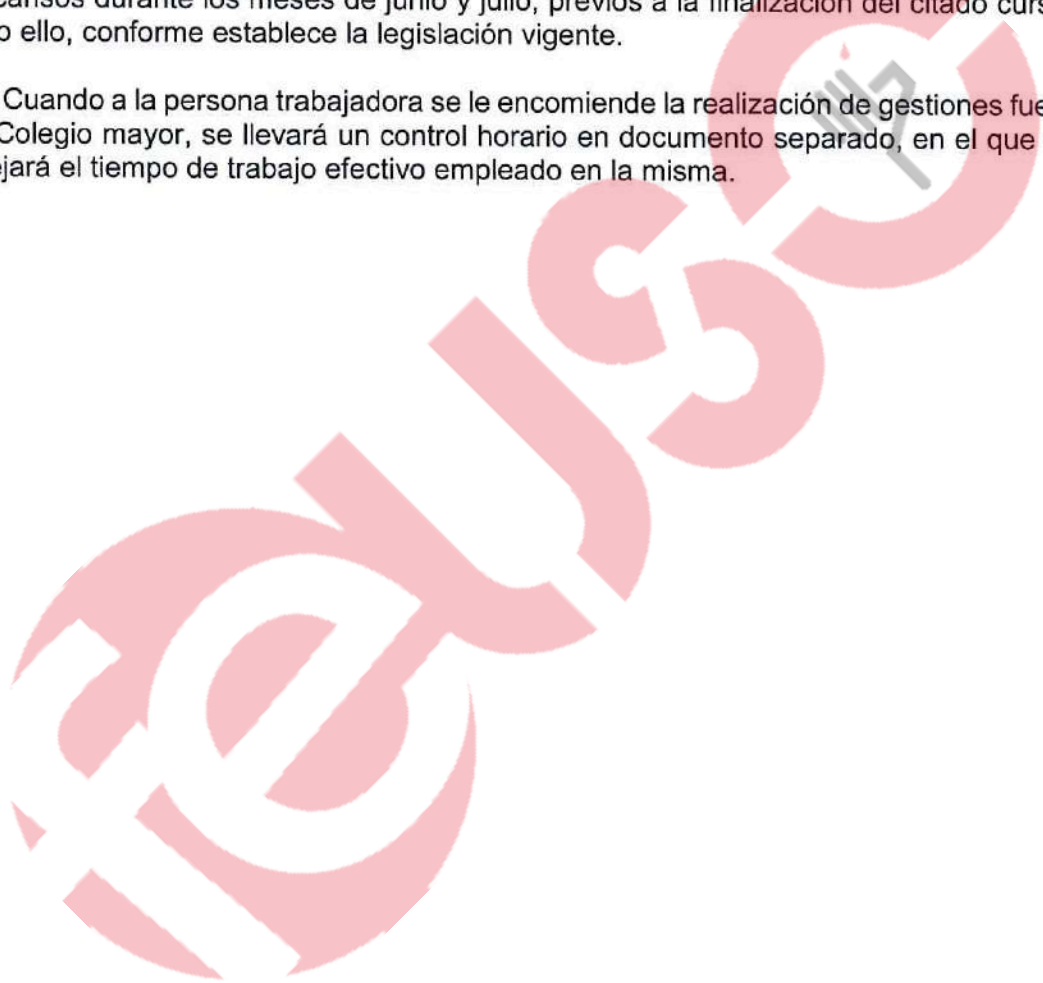 durante los meses de junio y julio, previos a la finalización del citado
ello, conforme establece la legislación vigente.
Cuando a la persona trabajadora se le encomiende la realización de gestiones
Colegio mayor, se llevará un control horario en documento separado, en el que
el tiempo de trabajo efectivo empleado en la misma.
feuso